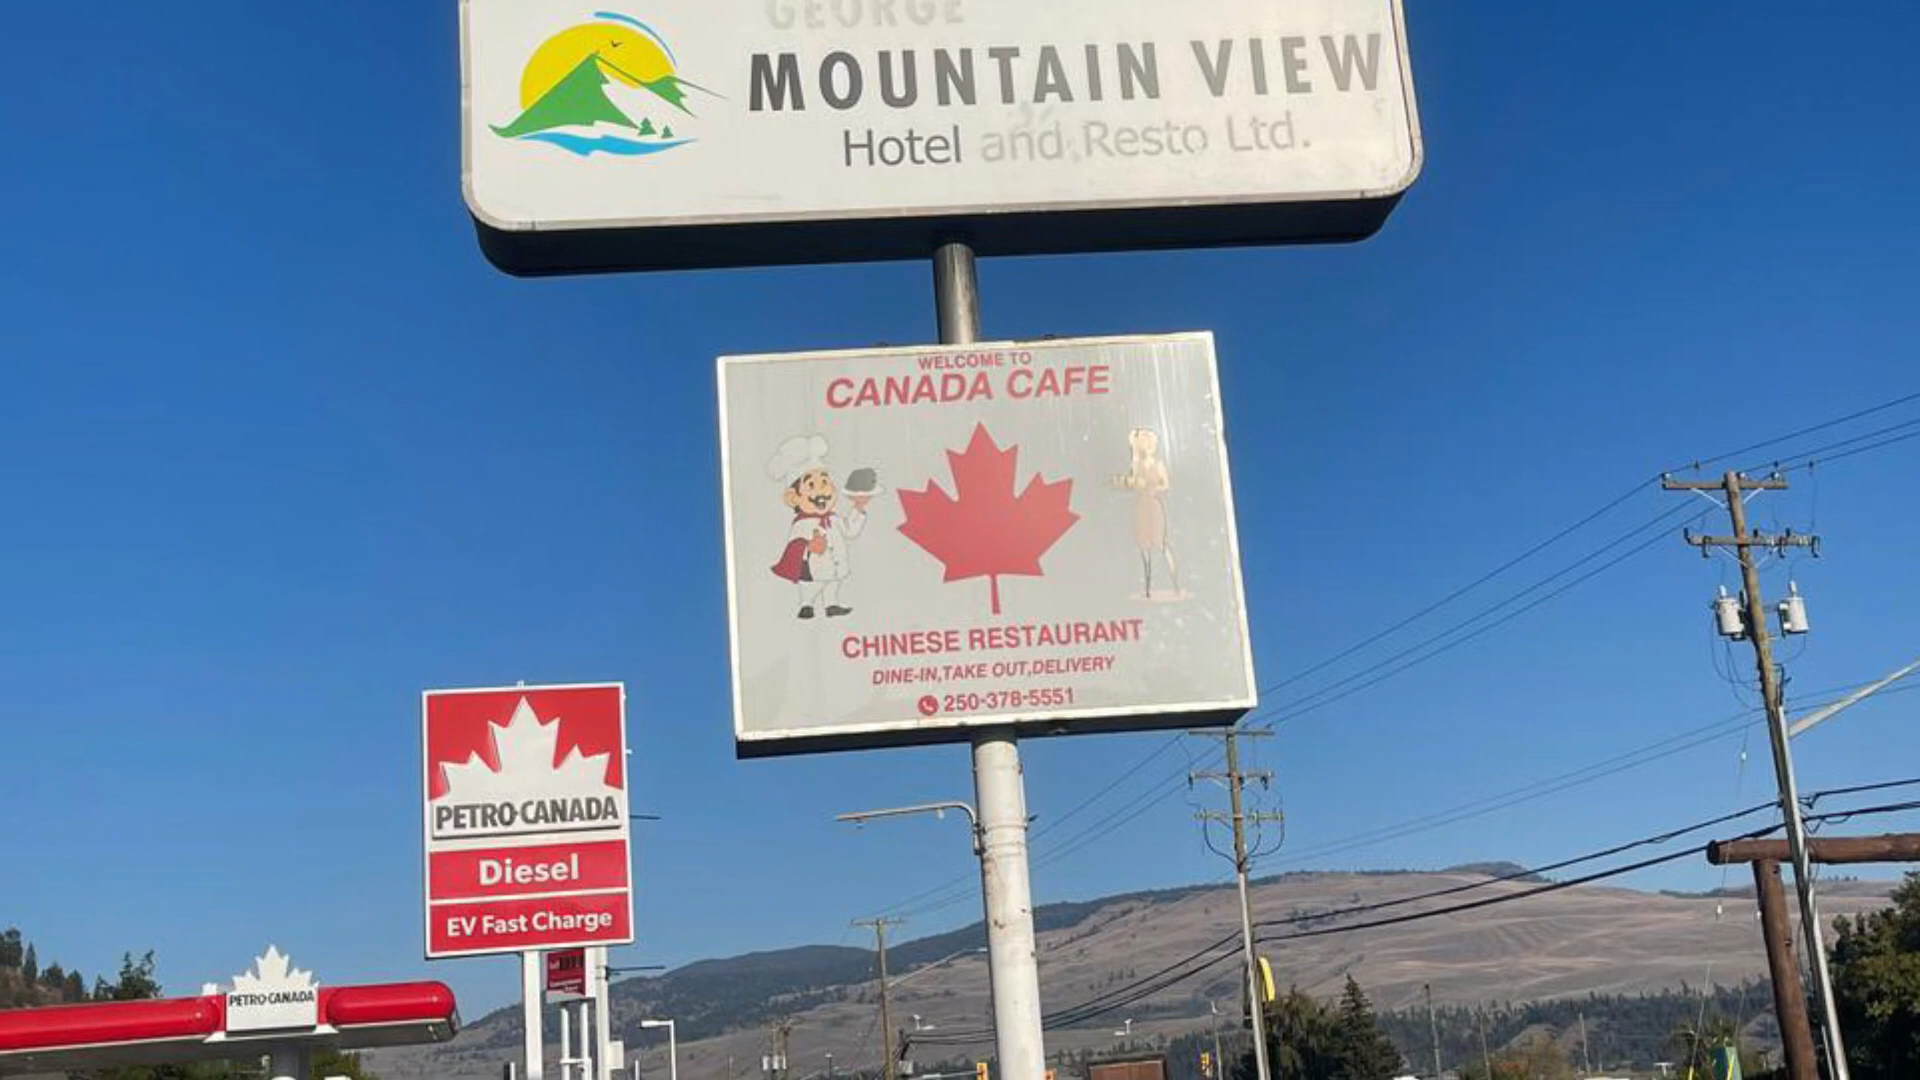 GEORGE
MOUNTAIN VIEW
Hotel and Resto Ltd.
WELCOME TO
CANADA CAFE
CHINESE RESTAURANT
DINE-IN,TAKE OUT,DELIVERY
250-378-5551
PETRO-CANADA
Diesel
EV Fast Charge
PETRO-CANADA